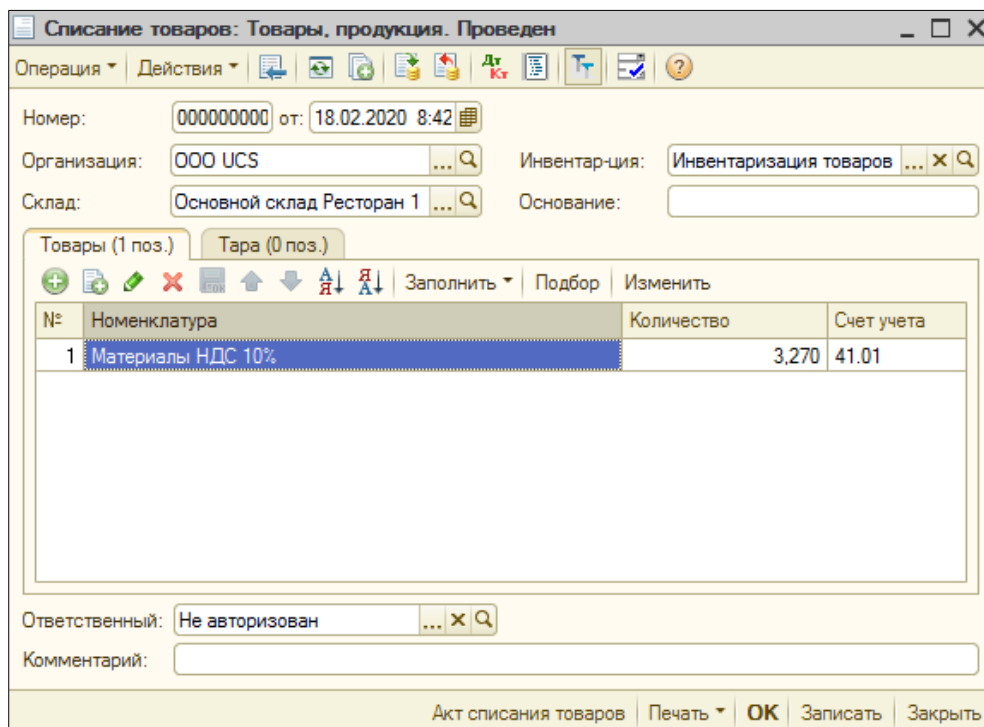 Списание товаров: Товары, продукция. Проведен
Операция Действия Дт Кт Тт ?
Номер: 000000000 от: 18.02.2020 8:42
Организация: ООО UCS ... Инвентар-ция: Инвентаризация товаров ...
Склад: Основной склад Ресторан 1 ... Основание:
Товары (1 поз.) Тара (0 поз.)
А Я Я А Заполнить Подбор Изменить
№ Номенклатура Количество Счет учета
1 Материалы НДС 10% 3,270 41.01
Ответственный: Не авторизован ...
Комментарий:
Акт списания товаров Печать OK Записать Закрыть